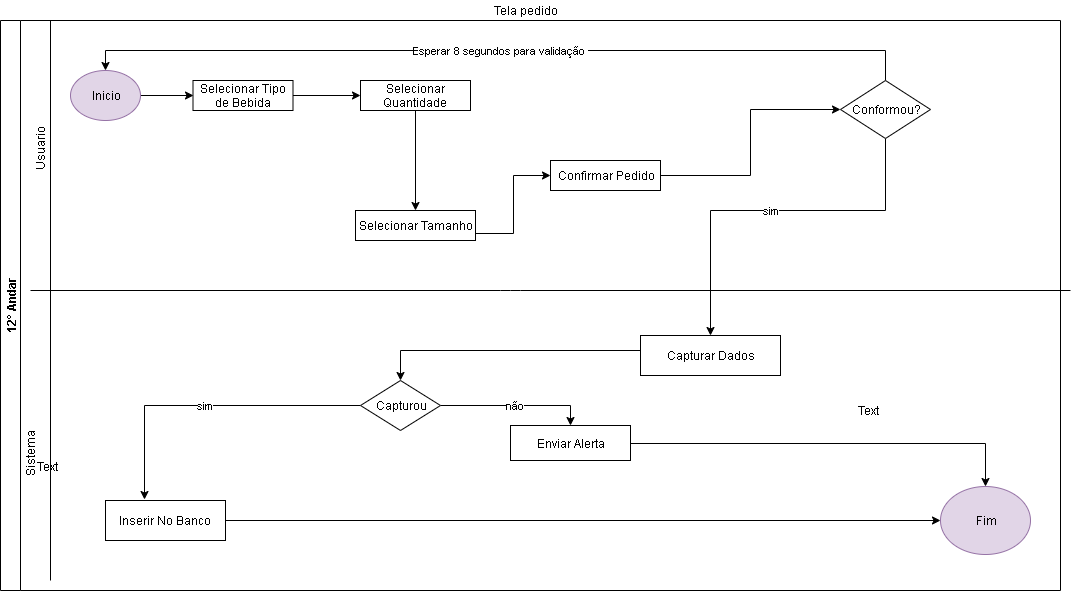 Tela pedido
Esperar 8 segundos para validação
Inicio
Selecionar Tipo
de Bebida
Selecionar
Quantidade
Conformou?
Usuario
Confirmar Pedido
Selecionar Tamanho
sim
12° Andar
Capturar Dados
Capturou
sim
não
Text
Enviar Alerta
Sistema
Text
Inserir No Banco
Fim